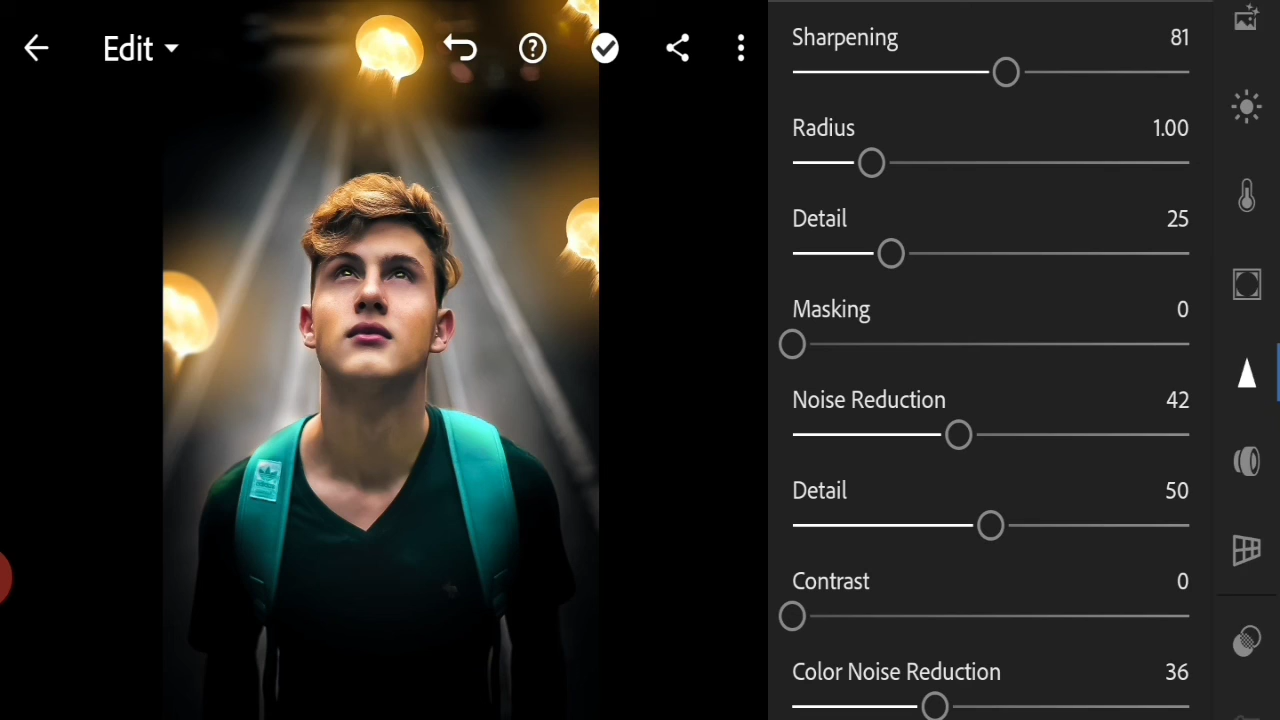 Edit
Sharpening 81
Radius 1.00
Detail 25
Masking 0
Noise Reduction 42
Detail 50
Contrast 0
Color Noise Reduction 36